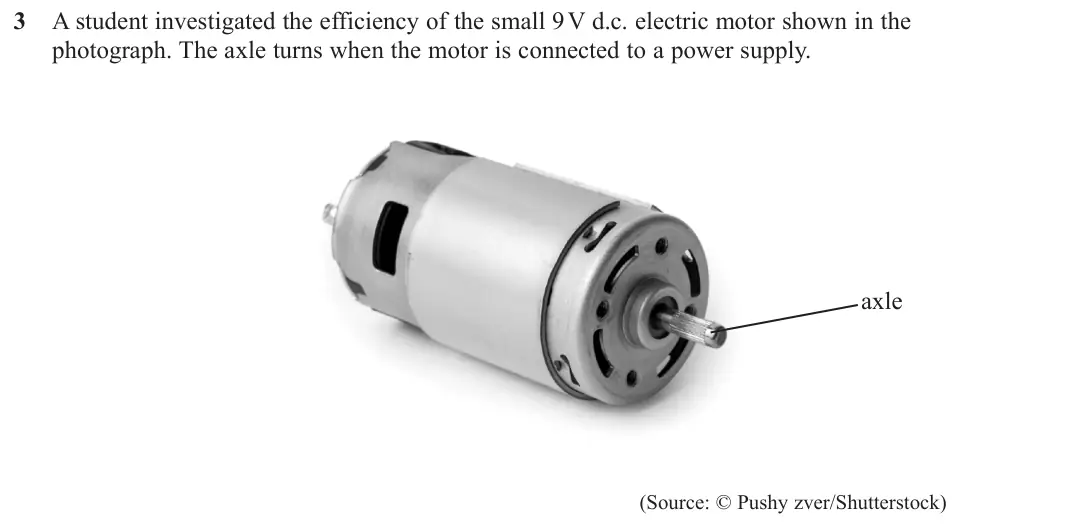 3 A student investigated the efficiency of the small 9 V d.c. electric motor shown in the
photograph. The axle turns when the motor is connected to a power supply.
axle
(Source: © Pushy zver/Shutterstock)